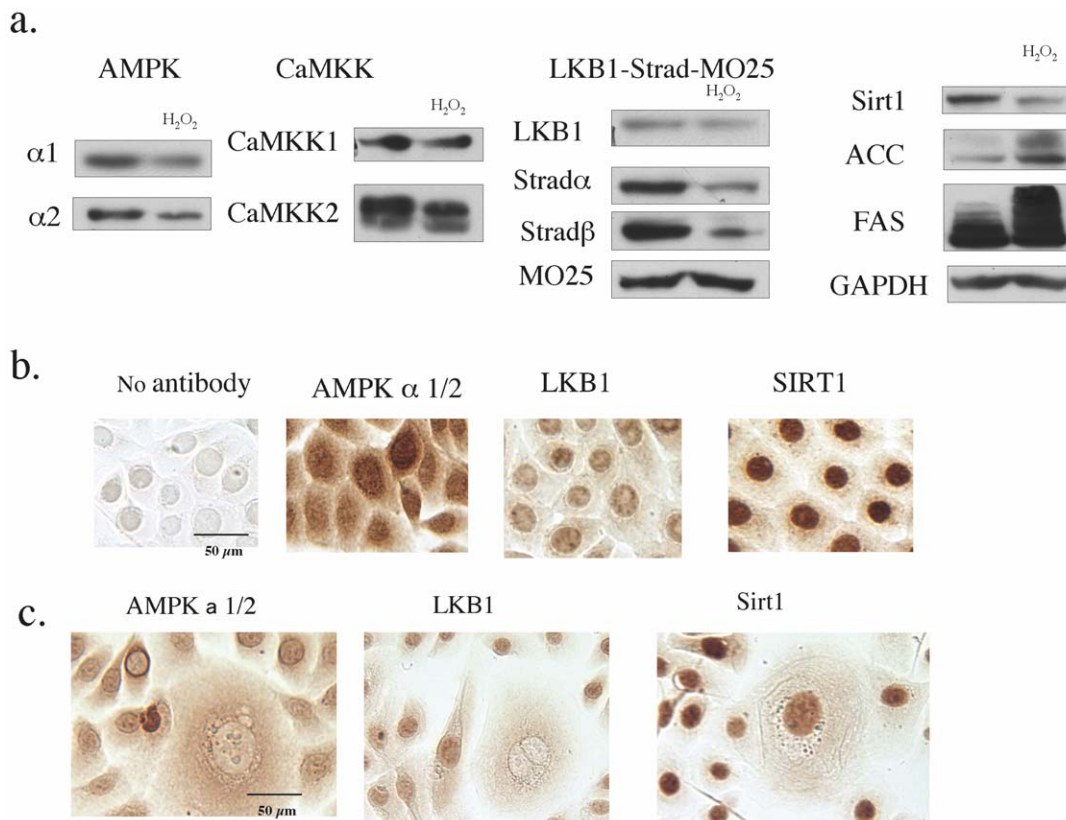 a.
AMPK
H₂O₂
α1
α2
CaMKK
H₂O₂
CaMKK1
CaMKK2
LKB1-Strad-MO25
H₂O₂
LKB1
Stradα
Stradβ
MO25
H₂O₂
Sirt1
ACC
FAS
GAPDH
b.
No antibody
AMPK α 1/2
LKB1
SIRT1
50 µm
c.
AMPK a 1/2
LKB1
Sirt1
50 µm